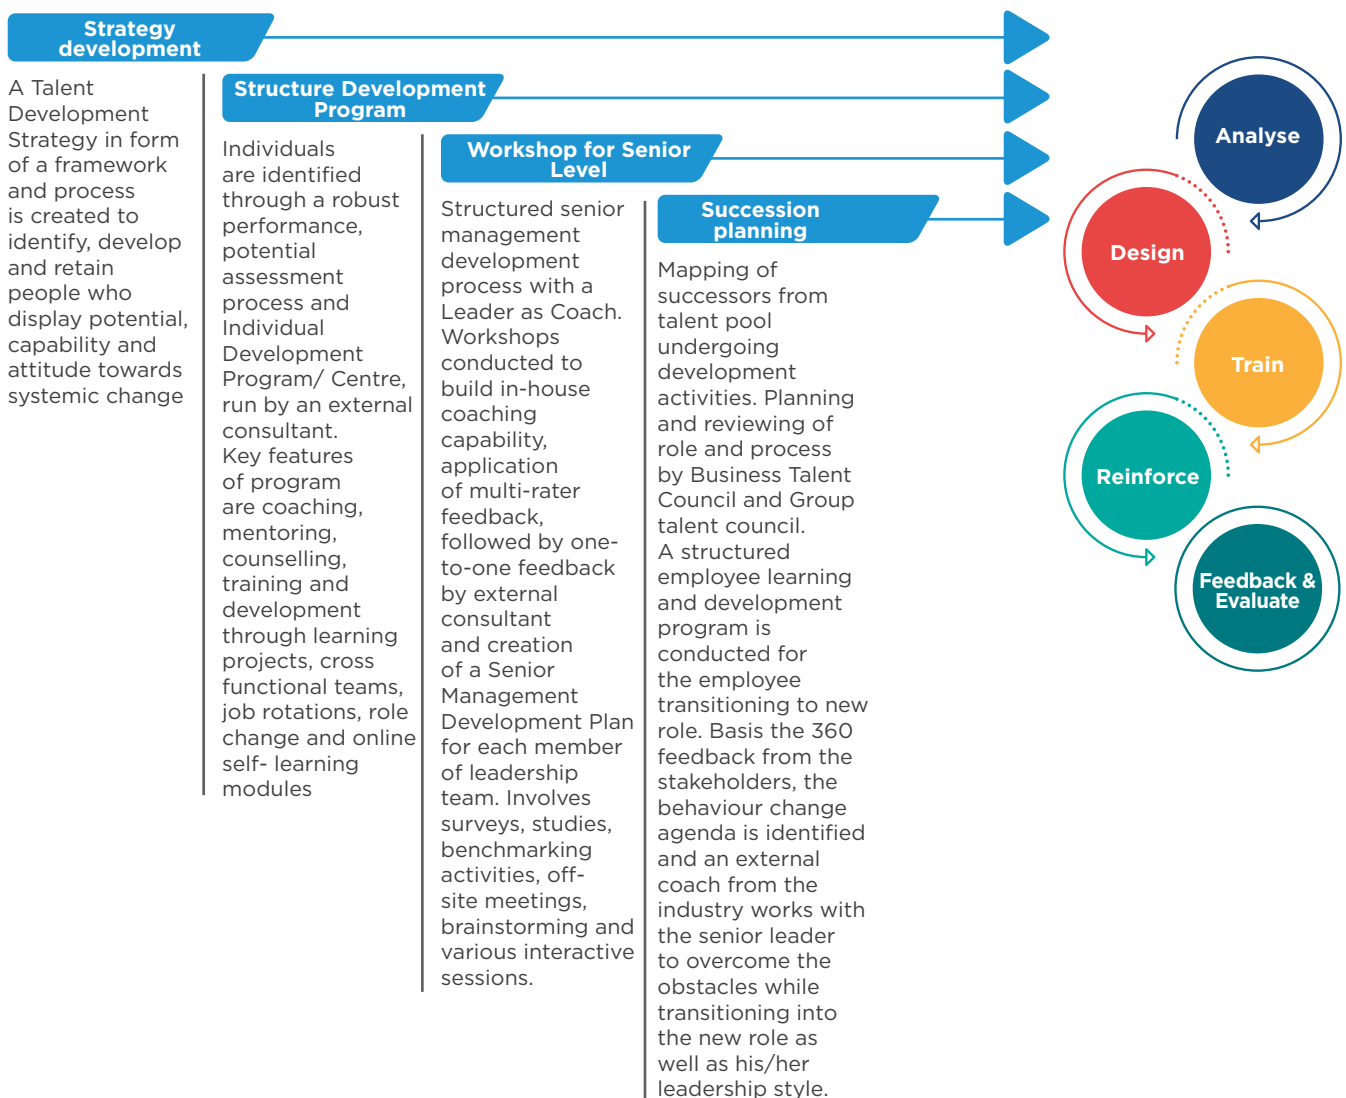 Strategy
development
A Talent
Development
Strategy in form
of a framework
and process
is created to
identify, develop
and retain
people who
display potential,
capability and
attitude towards
systemic change
Structure Development
Program
Individuals
are identified
through a robust
performance,
potential
assessment
process and
Individual
Development
Program/ Centre,
run by an external
consultant.
Key features
of program
are coaching,
mentoring,
counselling,
training and
development
through learning
projects, cross
functional teams,
job rotations, role
change and online
self- learning
modules
Workshop for Senior
Level
Structured senior
management
development
process with a
Leader as Coach.
Workshops
conducted to
build in-house
coaching
capability,
application
of multi-rater
feedback,
followed by one-
to-one feedback
by external
consultant
and creation
of a Senior
Management
Development Plan
for each member
of leadership
team. Involves
surveys, studies,
benchmarking
activities, off-
site meetings,
brainstorming and
various interactive
sessions.
Succession
planning
Mapping of
successors from
talent pool
undergoing
development
activities. Planning
and reviewing of
role and process
by Business Talent
Council and Group
talent council.
A structured
employee learning
and development
program is
conducted for
the employee
transitioning to new
role. Basis the 360
feedback from the
stakeholders, the
behaviour change
agenda is identified
and an external
coach from the
industry works with
the senior leader
to overcome the
obstacles while
transitioning into
the new role as
well as his/her
leadership style.
Analyse
Design
Train
Reinforce
Feedback &
Evaluate